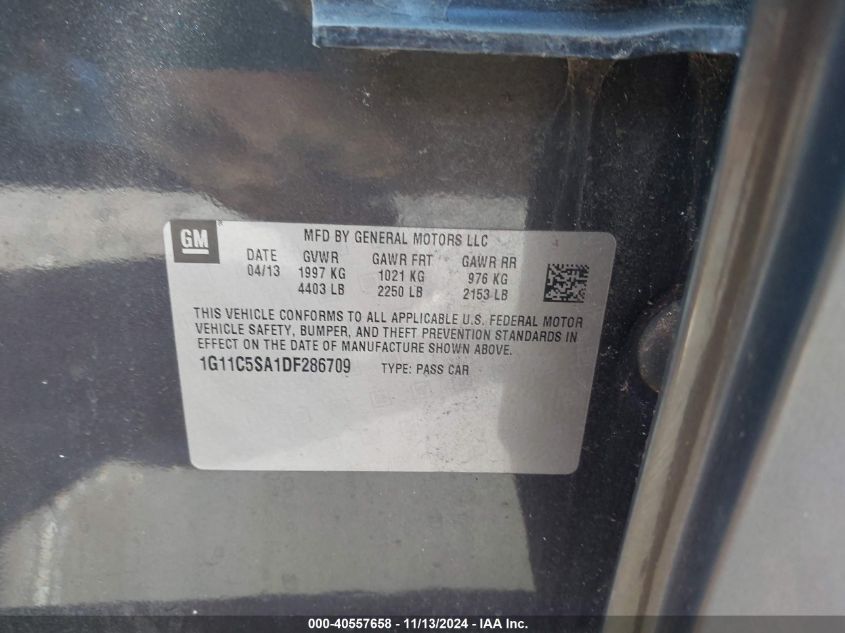 GM
MFD BY GENERAL MOTORS LLC
DATE GVWR GAWR FRT GAWR RR
04/13 1997 KG 1021 KG 976 KG
4403 LB 2250 LB 2153 LB
THIS VEHICLE CONFORMS TO ALL APPLICABLE U.S. FEDERAL MOTOR
VEHICLE SAFETY, BUMPER, AND THEFT PREVENTION STANDARDS IN
EFFECT ON THE DATE OF MANUFACTURE SHOWN ABOVE.
1G11C5SA1DF286709 TYPE: PASS CAR
000-40557658 - 11/13/2024 - IAA Inc.